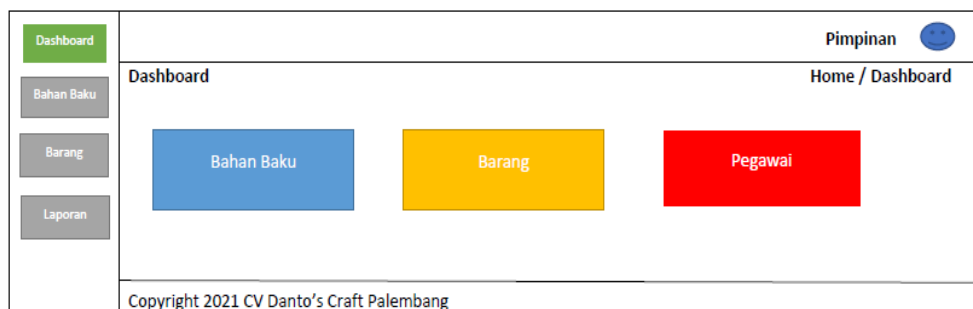 Dashboard
Bahan Baku
Barang
Laporan
Pimpinan
Dashboard
Home / Dashboard
Bahan Baku
Barang
Pegawai
Copyright 2021 CV Danto's Craft Palembang